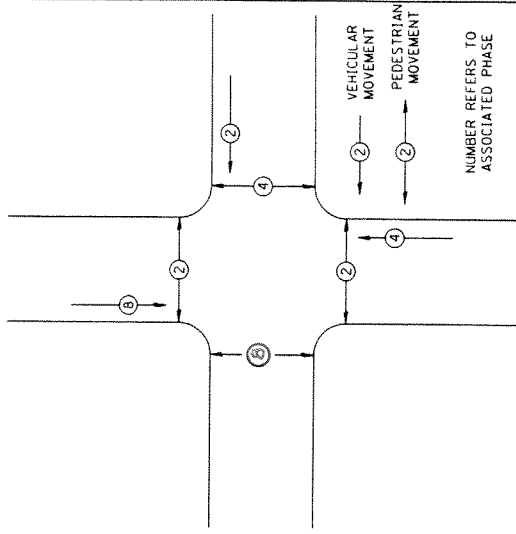 8
2
2
8
4
2
4
2
VEHICULAR
MOVEMENT
2
PEDESTRIAN
MOVEMENT
NUMBER REFERS TO
ASSOCIATED PHASE